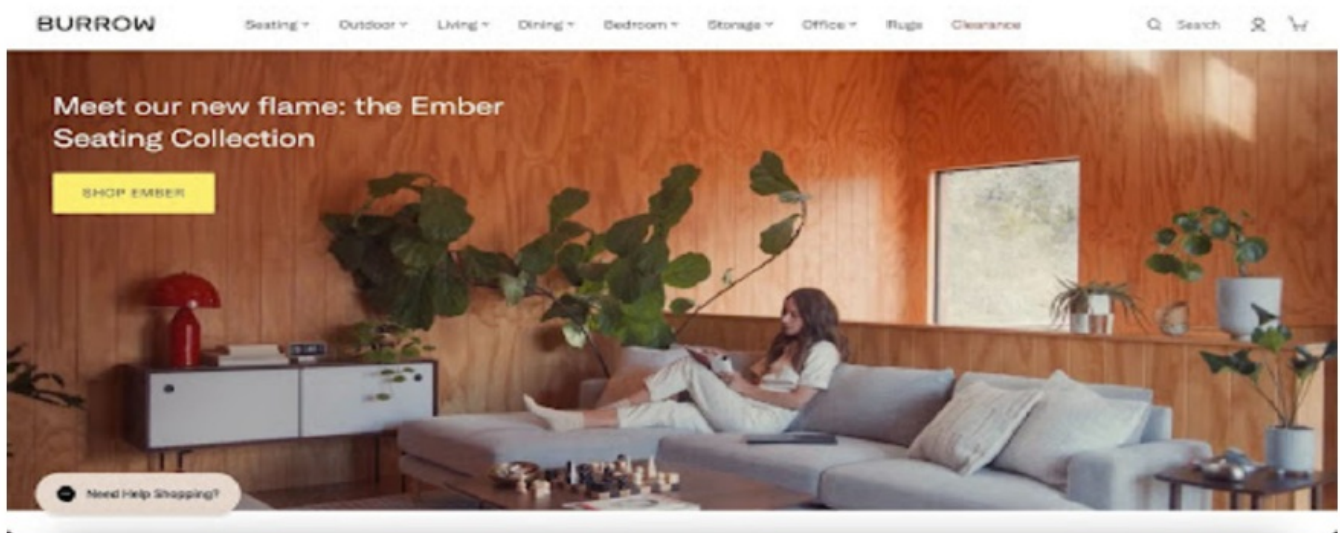 BURROW
Seating
Outdoor
Living
Dining
Bedroom
Storage
Office
Rugs
Clearance
Search
Meet our new flame: the Ember
Seating Collection
SHOP EMBER
Need Help Shopping?